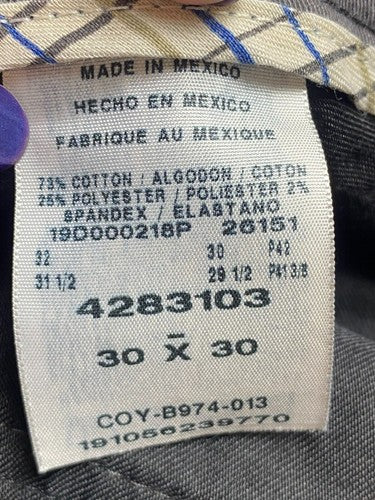 MADE IN MEXICO
HECHO EN MEXICO
FABRIQUE AU MEXIQUE
73% COTTON / ALGODON / COTON
25% POLYESTER / POLIESTER 2%
SPANDEX / ELASTANO
19D000218P 26151
32 30 P42
31 1/2 29 1/2 P41 3/8
4283103
30 X 30
COY-B974-013
191056239770